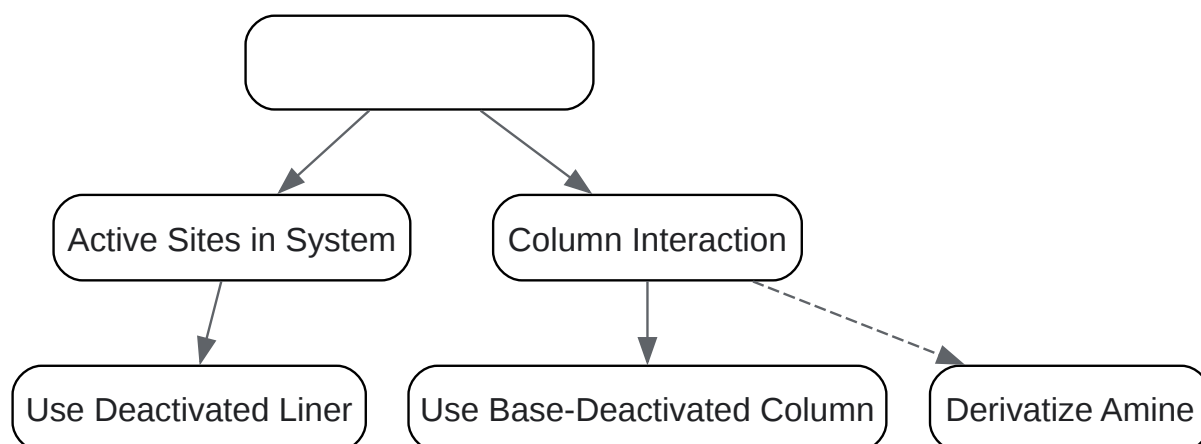 Active Sites in System
Column Interaction
Use Deactivated Liner
Use Base-Deactivated Column
Derivatize Amine